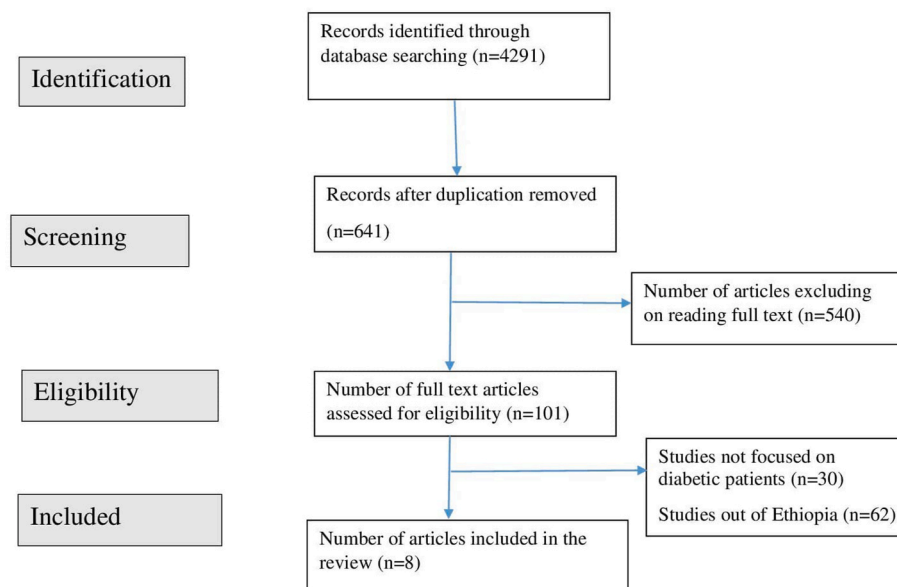 Records identified through
database searching (n=4291)
Identification
Records after duplication removed
(n=641)
Screening
Number of articles excluding
on reading full text (n=540)
Eligibility
Number of full text articles
assessed for eligibility (n=101)
Studies not focused on
diabetic patients (n=30)
Studies out of Ethiopia (n=62)
Included
Number of articles included in the
review (n=8)